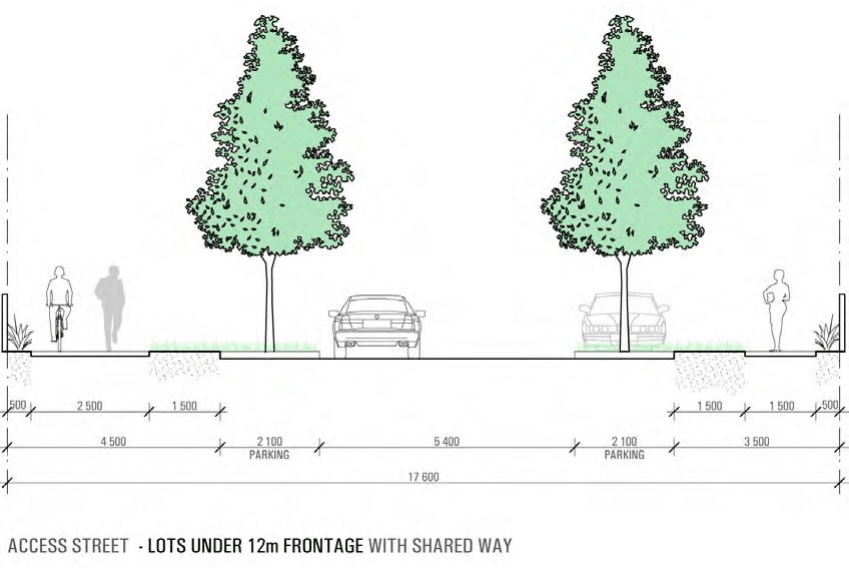 500 2 500 1 500 1 500 1 500 500
4 500 2 100 5 400 2 100 3 500
PARKING PARKING
17 600
ACCESS STREET - LOTS UNDER 12m FRONTAGE WITH SHARED WAY